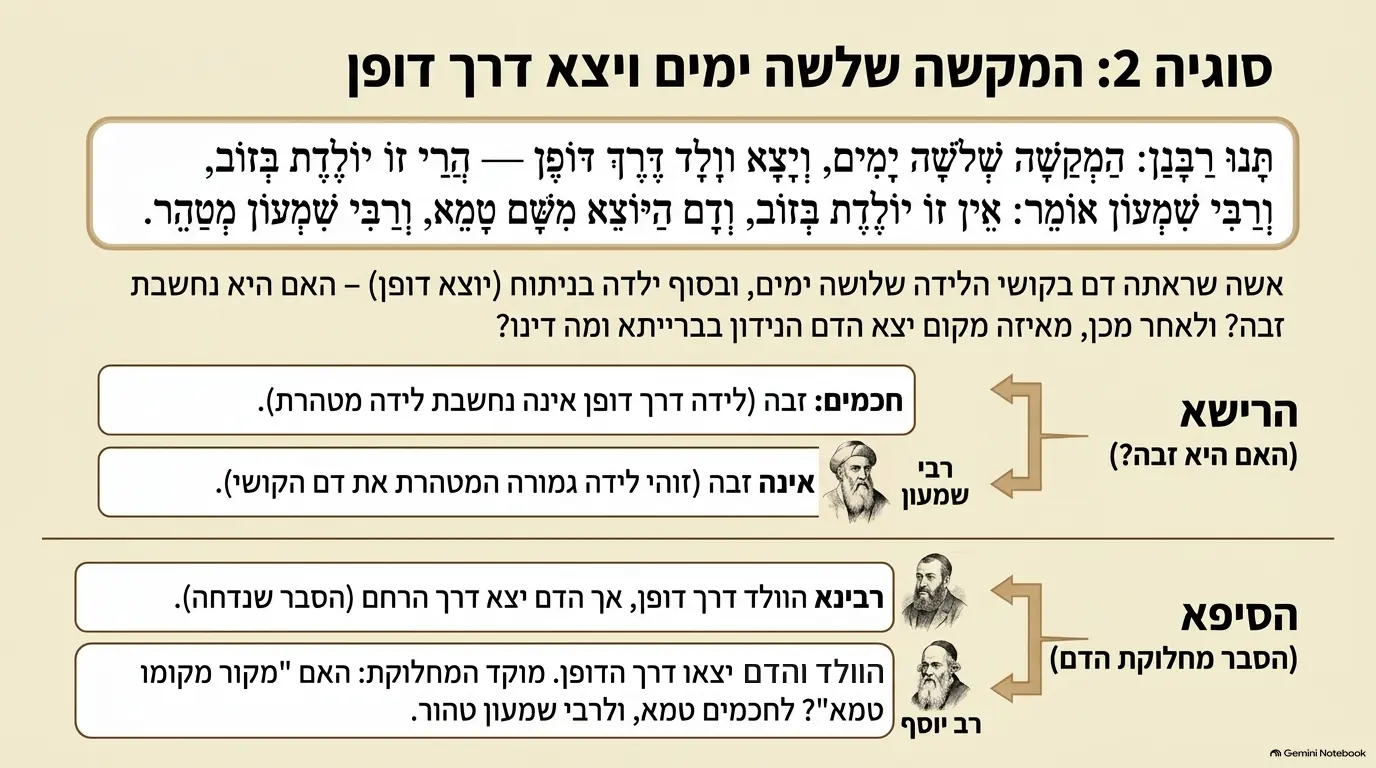 סוגיה 2: המקשה שלשה ימים ויצא דרך דופן
תָּנוּ רַבָּנַן: הַמְקַשָּׁה שְׁלֹשָׁה יָמִים, וְיָצָא ווָלָד דֶּרֶךְ דּוֹפֶן — הֲרֵי זוֹ יוֹלֶדֶת בְּזוֹב,
וְרַבִּי שִׁמְעוֹן אוֹמֵר: אֵין זוֹ יוֹלֶדֶת בְּזוֹב, וְדָם הַיּוֹצֵא מִשָּׁם טָמֵא, וְרַבִּי שִׁמְעוֹן מְטַהֵר.
אשה שראתה דם בקושי הלידה שלושה ימים, ובסוף ילדה בניתוח (יוצא דופן) – האם היא נחשבת
זבה? ולאחר מכן, מאיזה מקום יצא הדם הנידון בברייתא ומה דינו?
הרישא
(האם היא זבה?)
חכמים: זבה (לידה דרך דופן אינה נחשבת לידה מטהרת).
רבי
שמעון
אינה זבה (זוהי לידה גמורה המטהרת את דם הקושי).
הסיפא
(הסבר מחלוקת הדם)
רבינא הוולד דרך דופן, אך הדם יצא דרך הרחם (הסבר שנדחה).
רב יוסף
הוולד והדם יצאו דרך הדופן. מוקד המחלוקת: האם "מקור מקומו
טמא"? לחכמים טמא, ולרבי שמעון טהור.
Gemini Notebook